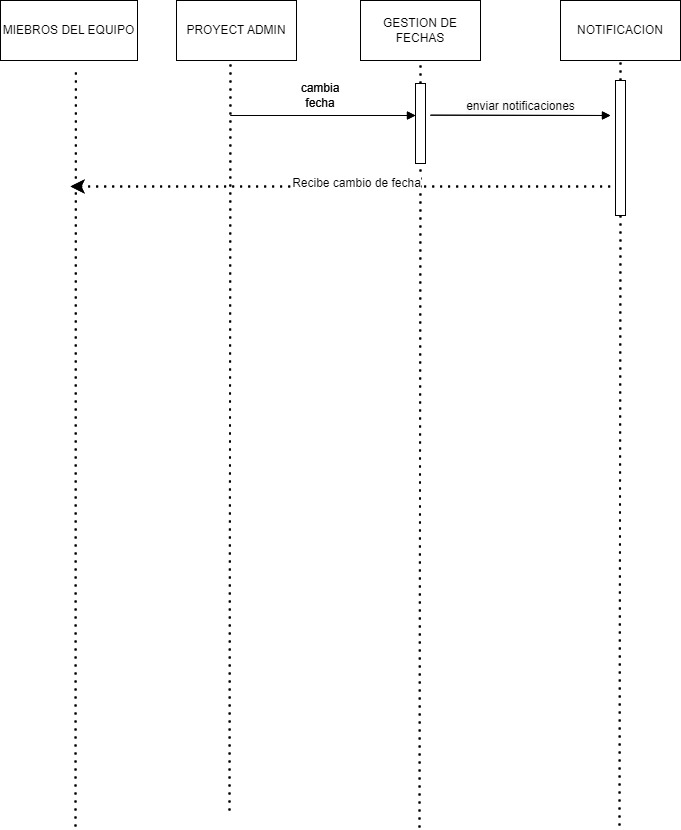 MIEBROS DEL EQUIPO
PROYECT ADMIN
GESTION DE
FECHAS
NOTIFICACION
cambia
fecha
enviar notificaciones
Recibe cambio de fecha